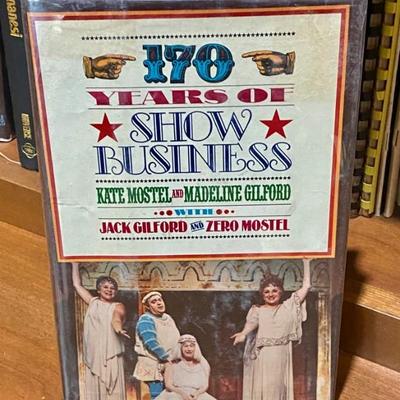 170
YEARS OF
SHOW
BUSINESS
KATE MOSTEL AND MADELINE GILFORD
WITH
JACK GILFORD AND ZERO MOSTEL